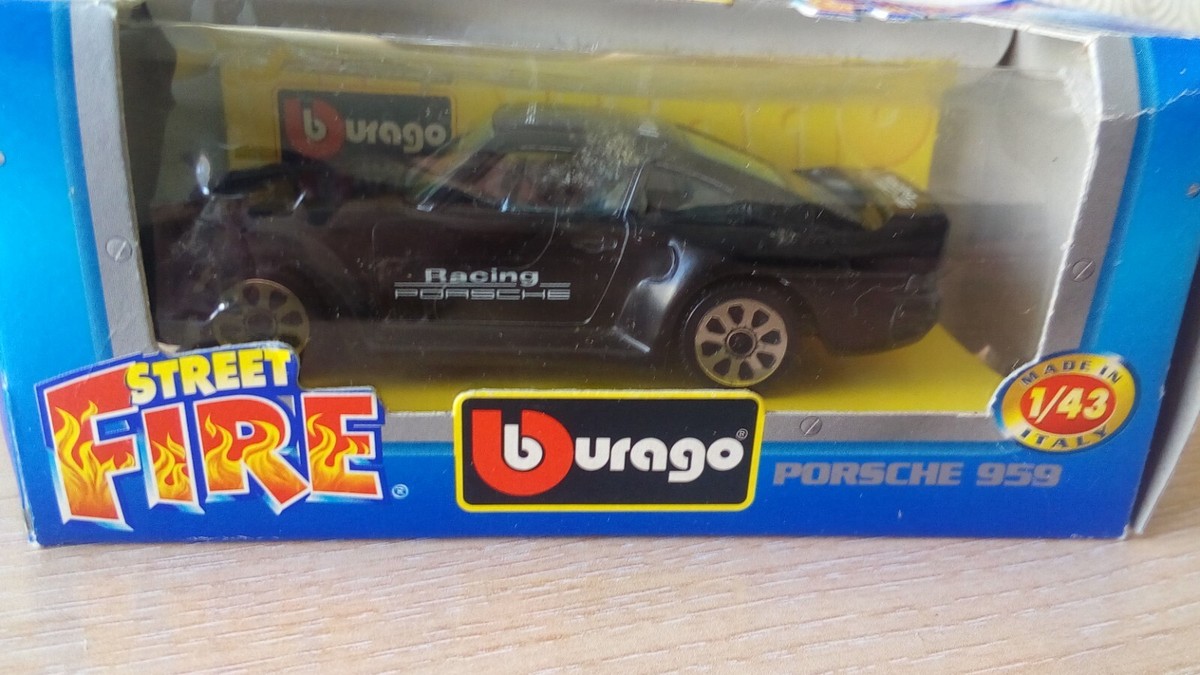 burago
Racing
PORSCHE
STREET
FIRE®
burago®
PORSCHE 959
MADE IN
1/43
ITALY